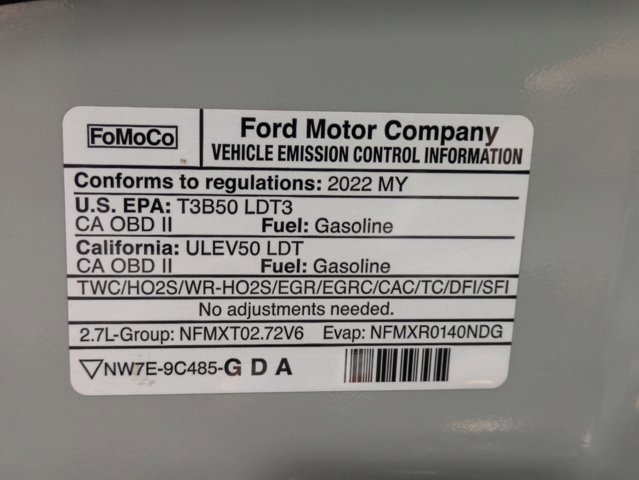 FoMoCo
Ford Motor Company
VEHICLE EMISSION CONTROL INFORMATION
Conforms to regulations: 2022 MY
U.S. EPA: T3B50 LDT3
CA OBD II Fuel: Gasoline
California: ULEV50 LDT
CA OBD II Fuel: Gasoline
TWC/HO2S/WR-HO2S/EGR/EGRC/CAC/TC/DFI/SFI
No adjustments needed.
2.7L-Group: NFMXT02.72V6 Evap: NFMXR0140NDG
▽NW7E-9C485-G D A